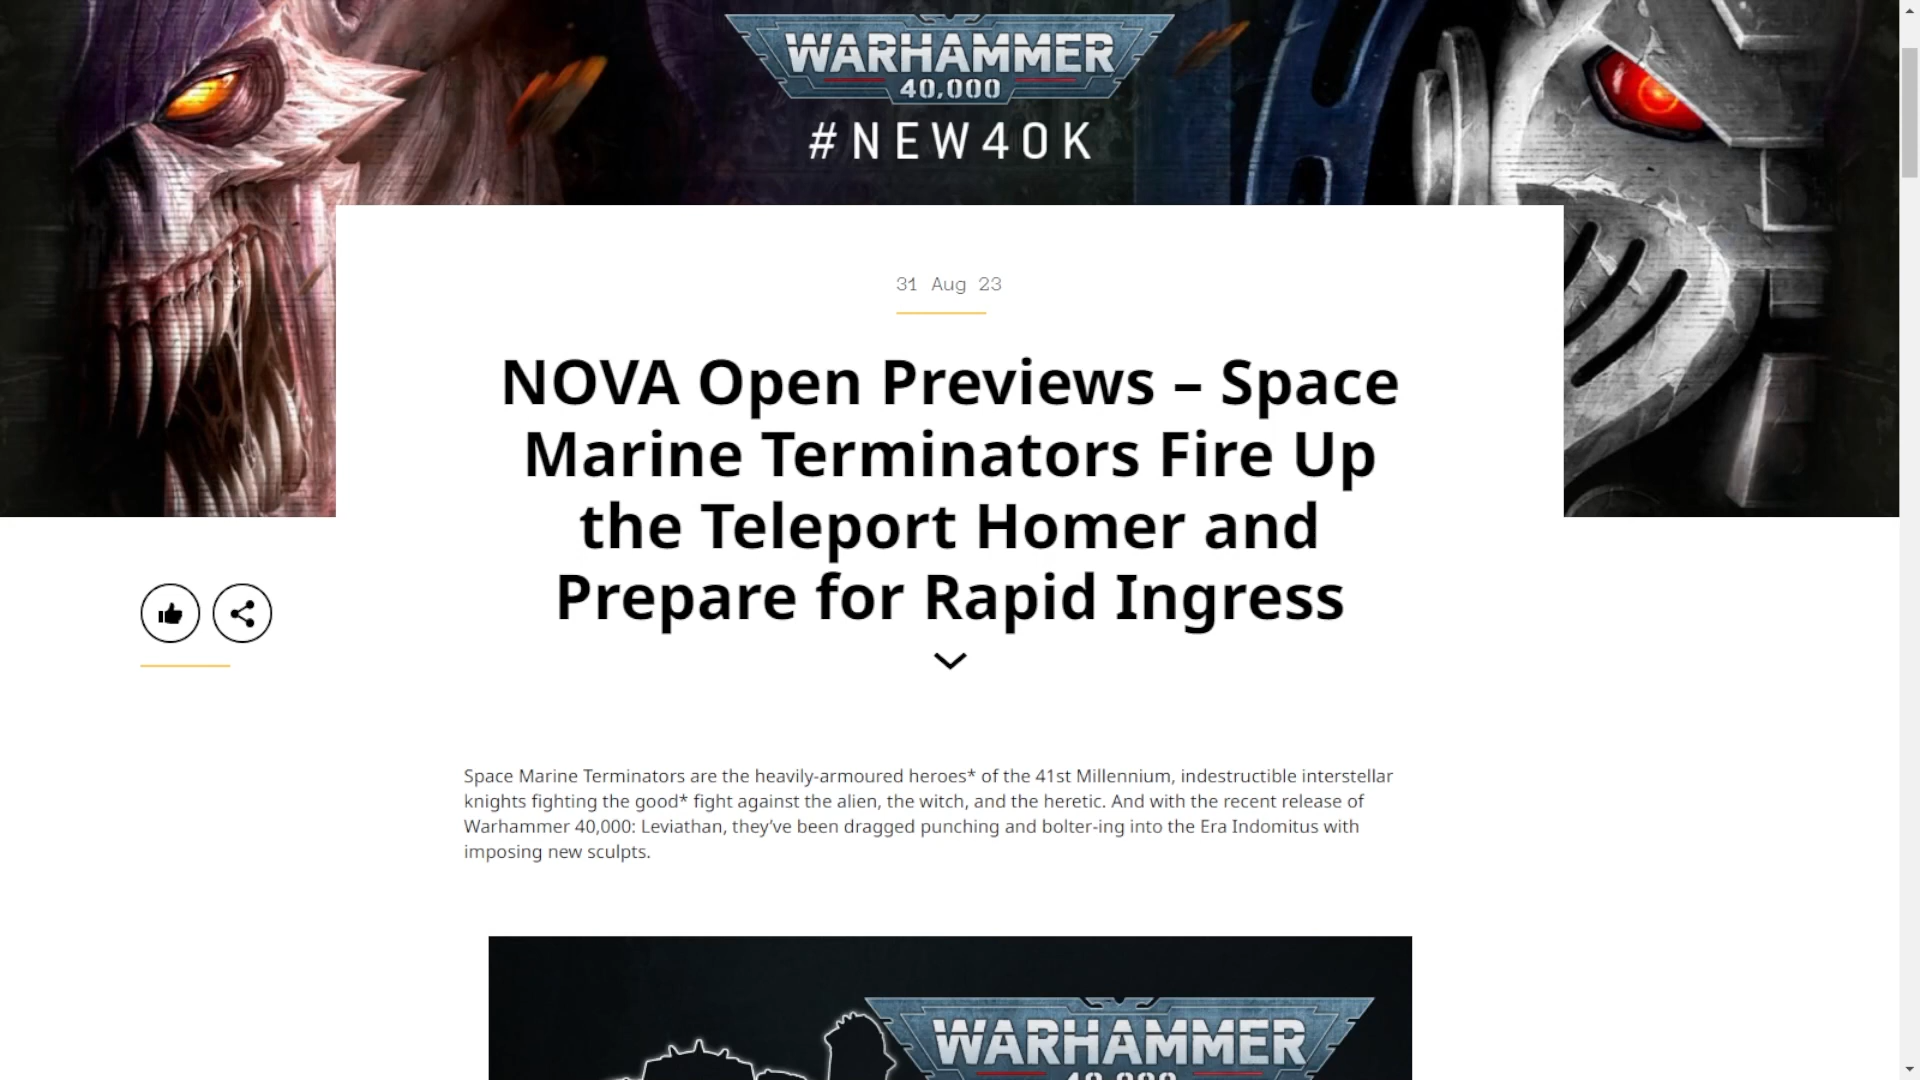 WARHAMMER
40,000
#NEW40K
31 Aug 23
NOVA Open Previews – Space
Marine Terminators Fire Up
the Teleport Homer and
Prepare for Rapid Ingress
Space Marine Terminators are the heavily-armoured heroes* of the 41st Millennium, indestructible interstellar
knights fighting the good* fight against the alien, the witch, and the heretic. And with the recent release of
Warhammer 40,000: Leviathan, they’ve been dragged punching and bolter-ing into the Era Indomitus with
imposing new sculpts.
WARHAMMER
40,000